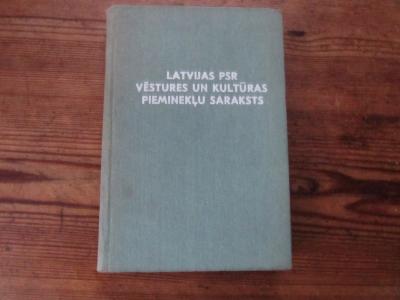 LATVIJAS PSR
VĒSTURES UN KULTŪRAS
PIEMINEKĻU SARAKSTS